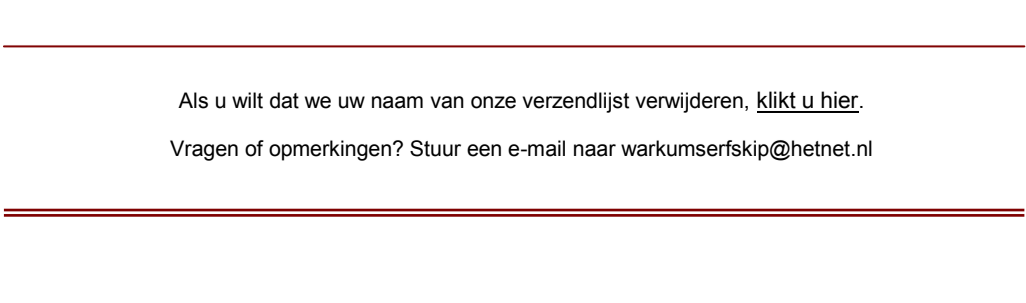 Als u wilt dat we uw naam van onze verzendlijst verwijderen, klikt u hier.
Vragen of opmerkingen? Stuur een e-mail naar warkumserfskip@hetnet.nl